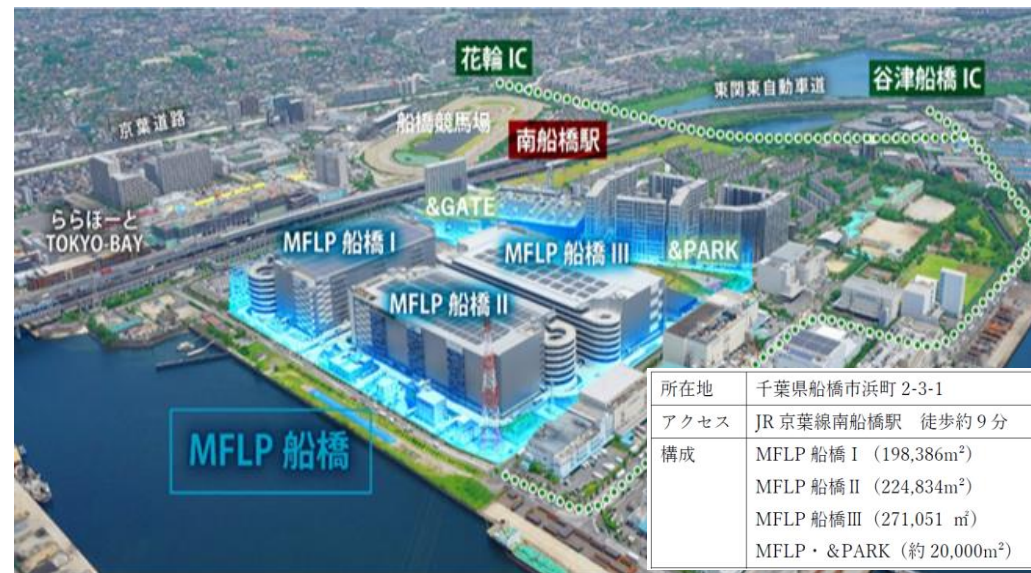 花輪 IC
谷津船橋 IC
東関東自動車道
京葉道路
船橋競馬場
南船橋駅
ららぽーと
TOKYO-BAY
&GATE
MFLP 船橋 Ⅰ
MFLP 船橋 Ⅲ
&PARK
MFLP 船橋 Ⅱ
MFLP 船橋
所在地 千葉県船橋市浜町 2-3-1
アクセス JR 京葉線南船橋駅 徒歩約 9 分
構成 MFLP 船橋 Ⅰ (198,386m²)
MFLP 船橋 Ⅱ (224,834m²)
MFLP 船橋Ⅲ (271,051 ㎡)
MFLP・&PARK (約 20,000m²)